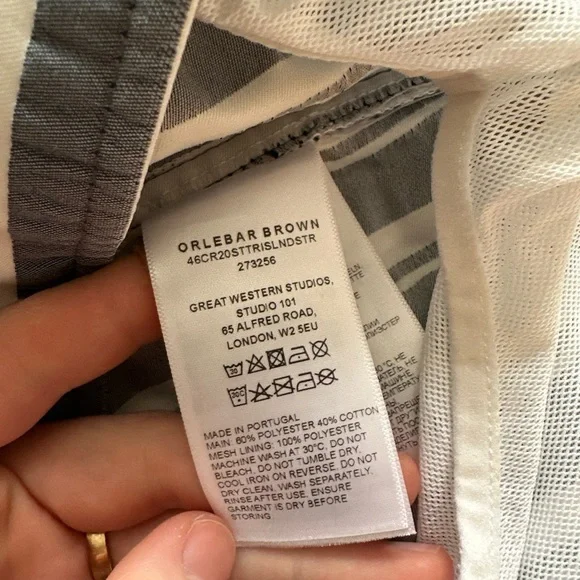 ORLEBAR BROWN
46CR20STTRISLNDSTR
273256
GREAT WESTERN STUDIOS,
STUDIO 101
65 ALFRED ROAD,
LONDON, W2 5EU
30
30C
MADE IN PORTUGAL
MAIN: 60% POLYESTER 40% COTTON
MESH LINING: 100% POLYESTER
MACHINE WASH AT 30°C. DO NOT
BLEACH. DO NOT TUMBLE DRY.
COOL IRON ON REVERSE. DO NOT
DRY CLEAN. WASH SEPARATELY.
RINSE AFTER USE. ENSURE
GARMENT IS DRY BEFORE
STORING
°C. НЕ